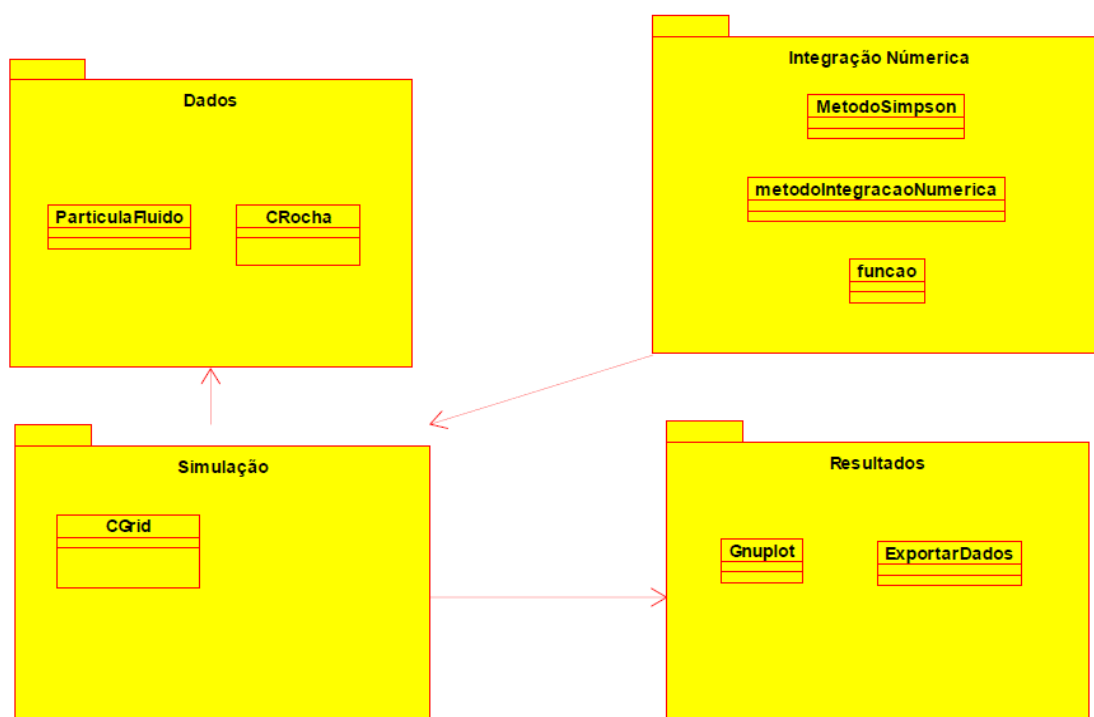 Dados
ParticulaFluido
CRocha
Integração Númerica
MetodoSimpson
metodoIntegracaoNumerica
funcao
Simulação
CGrid
Resultados
Gnuplot
ExportarDados